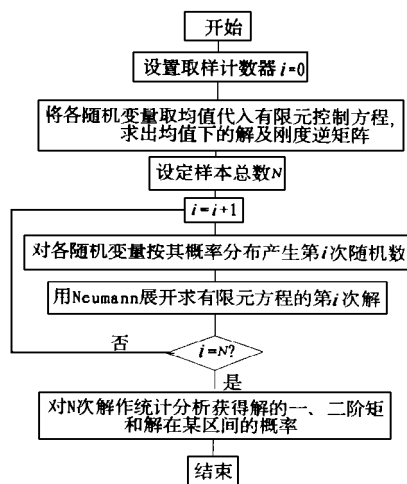 开始
设置取样计数器 i=0
将各随机变量取均值代入有限元控制方程,
求出均值下的解及刚度逆矩阵
设定样本总数N
i=i+1
对各随机变量按其概率分布产生第i次随机数
用Neumann展开求有限元方程的第i次解
i=N?
否
是
对N次解作统计分析获得解的一、二阶矩
和解在某区间的概率
结束